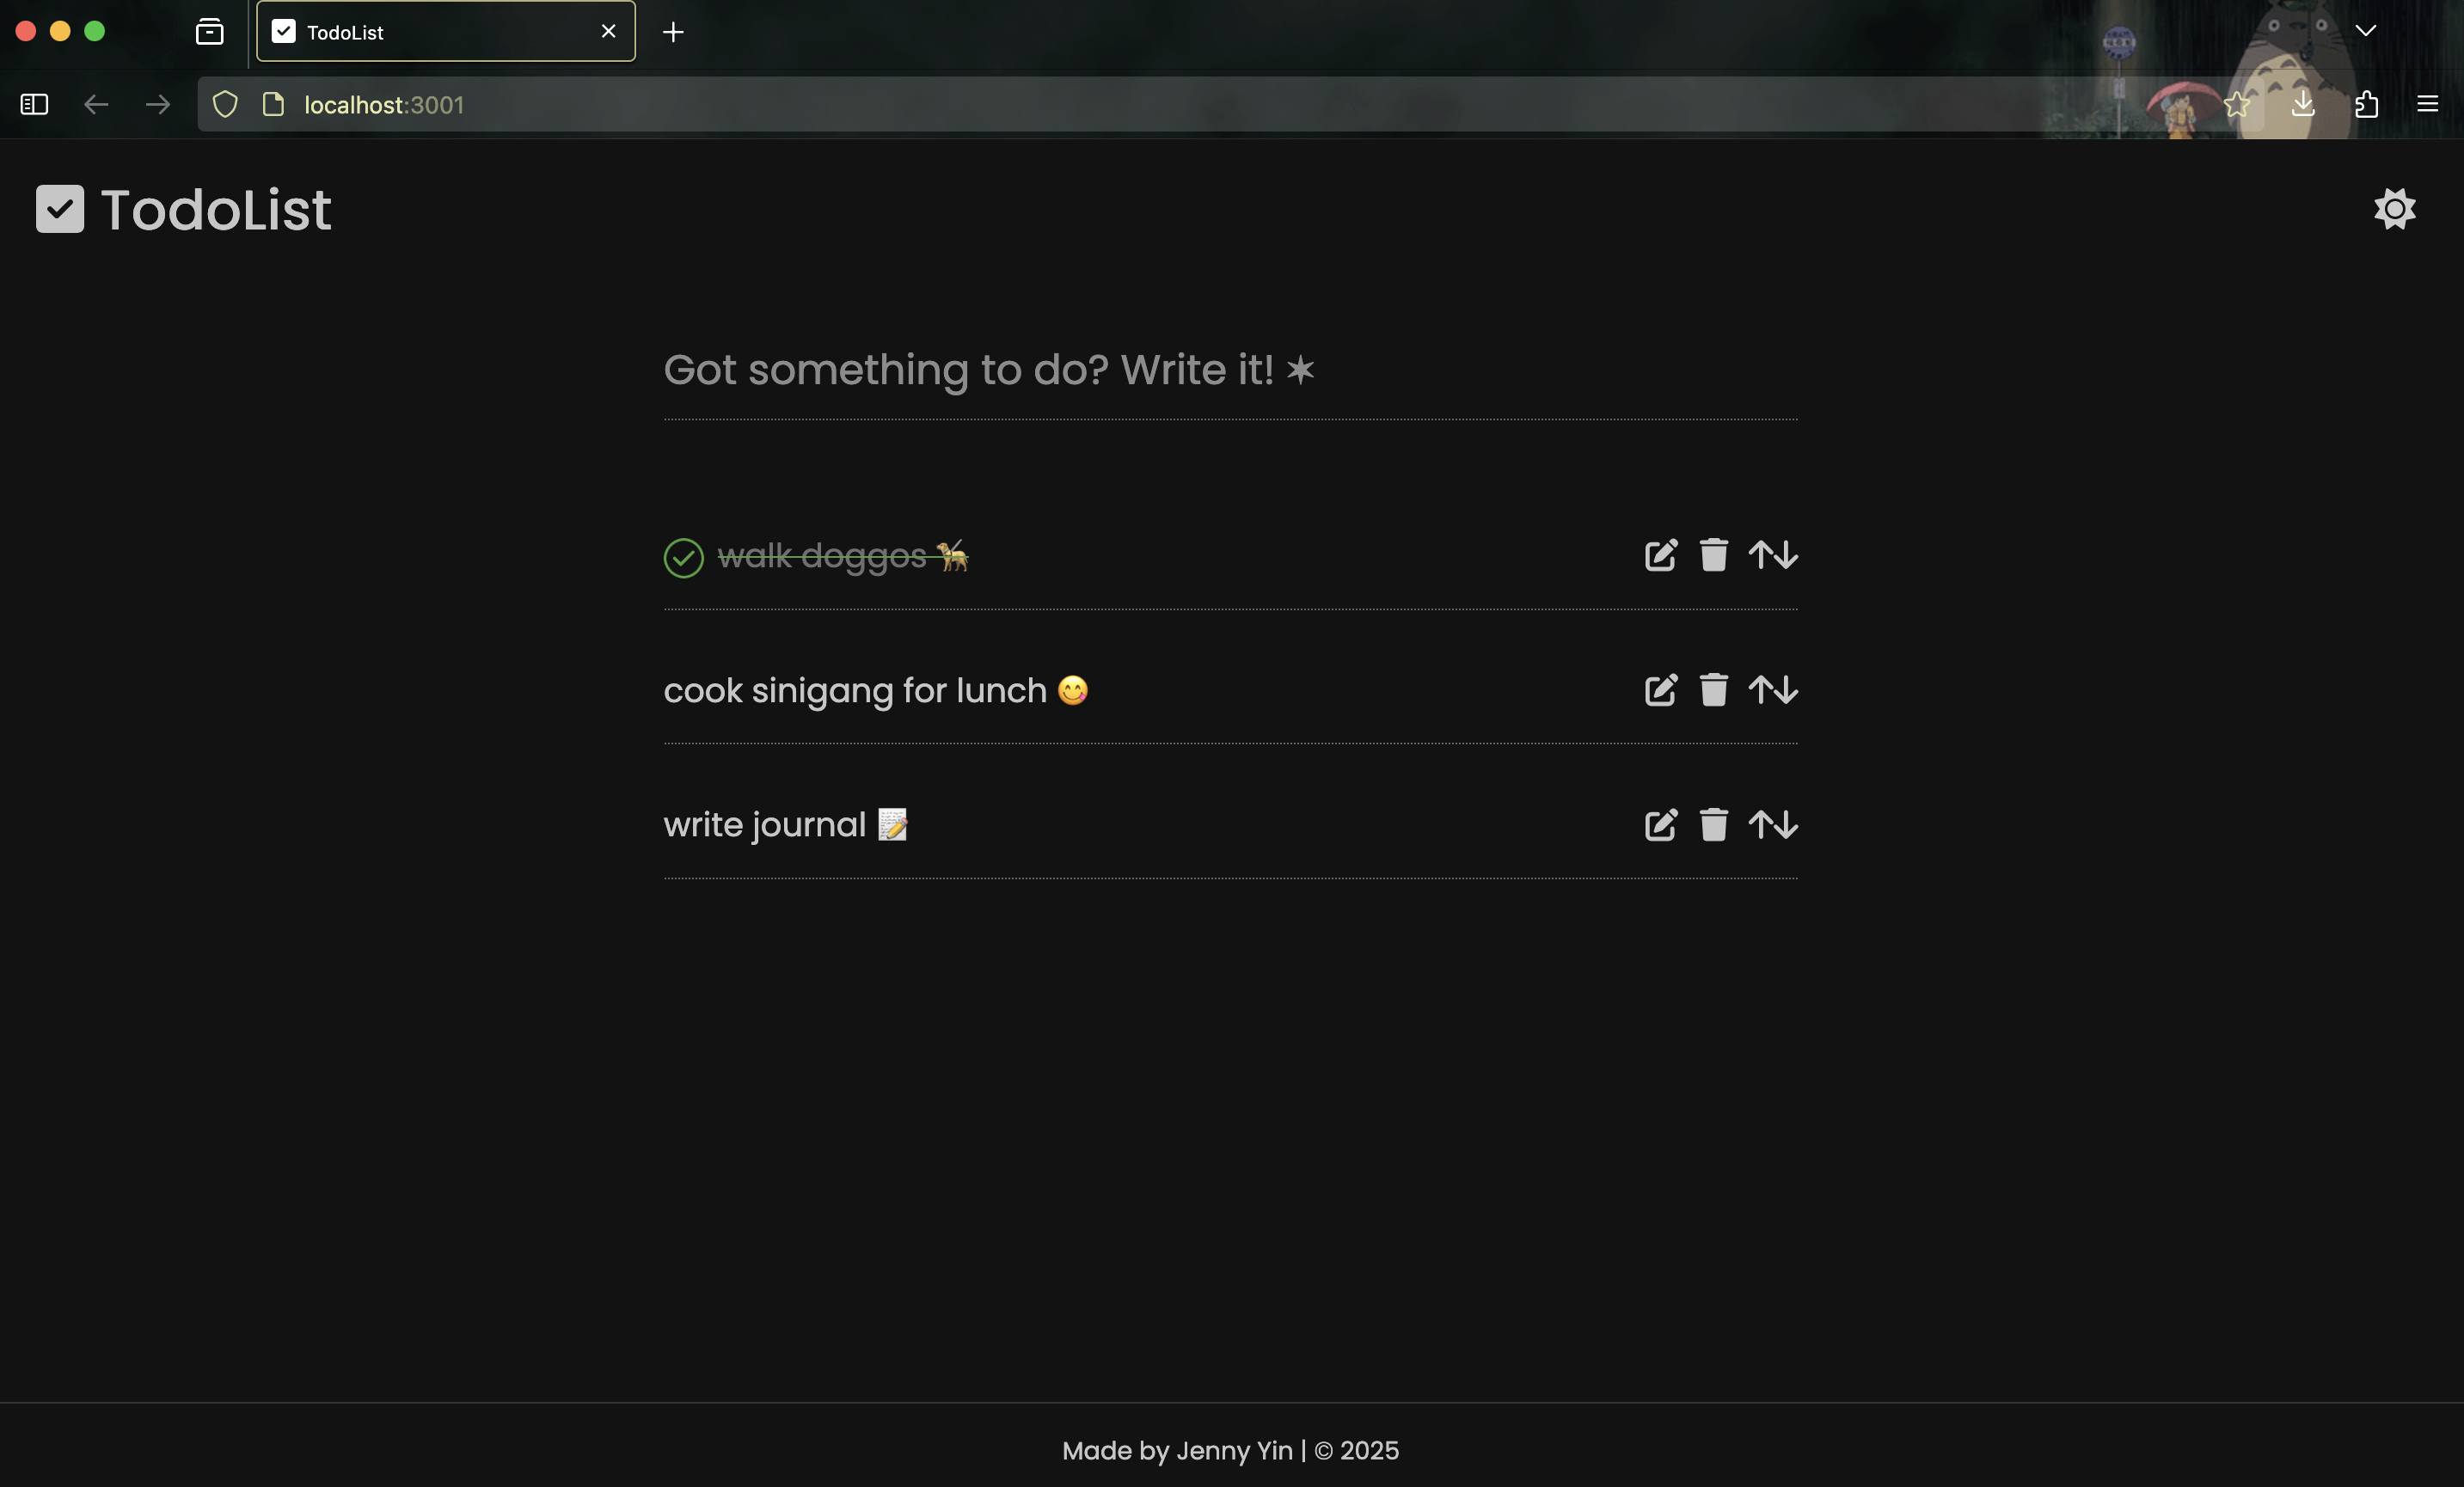 TodoList
localhost:3001
TodoList
Got something to do? Write it! ✶
walk doggos 🦮
cook sinigang for lunch 😋
write journal 📝
Made by Jenny Yin | © 2025